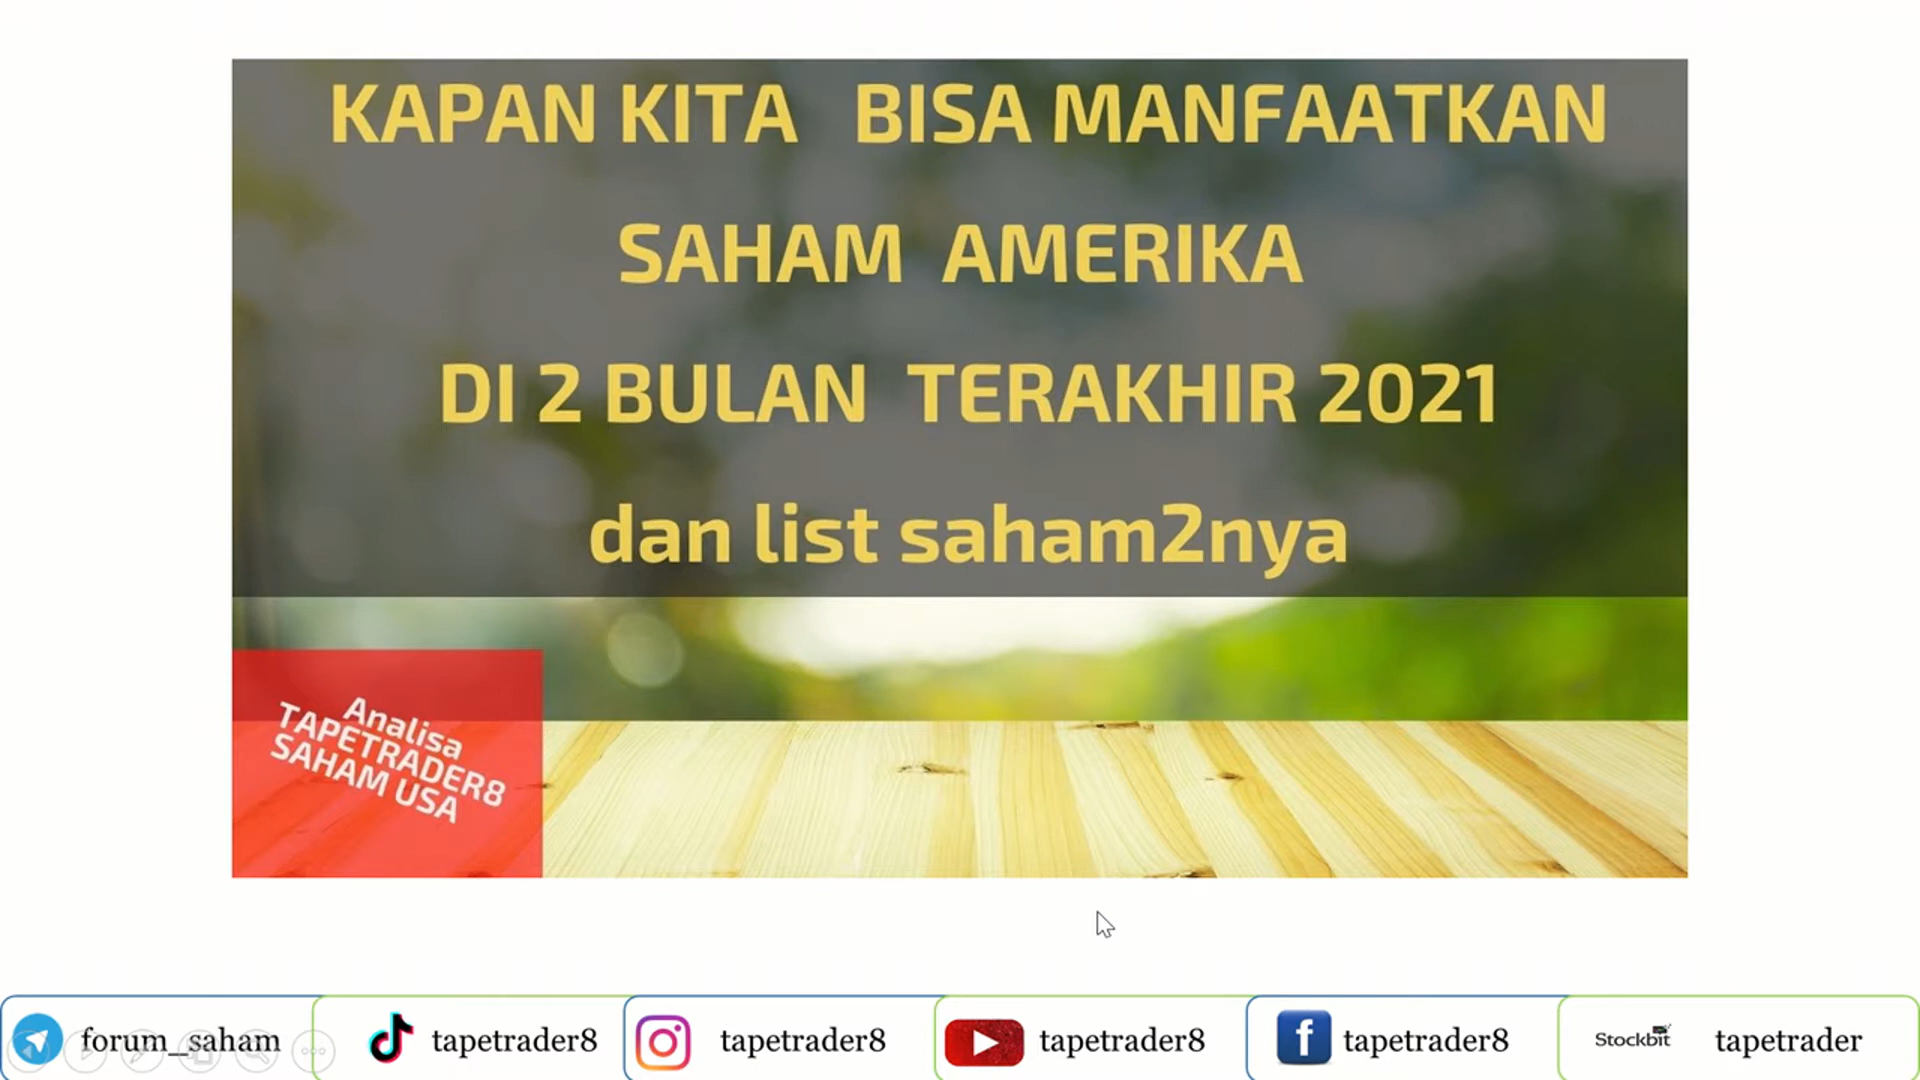 KAPAN KITA BISA MANFAATKAN
SAHAM AMERIKA
DI 2 BULAN TERAKHIR 2021
dan list saham2nya
Analisa
TAPETRADER8
SAHAM USA
forum_saham
tapetrader8
tapetrader8
tapetrader8
tapetrader8
Stockbit
tapetrader